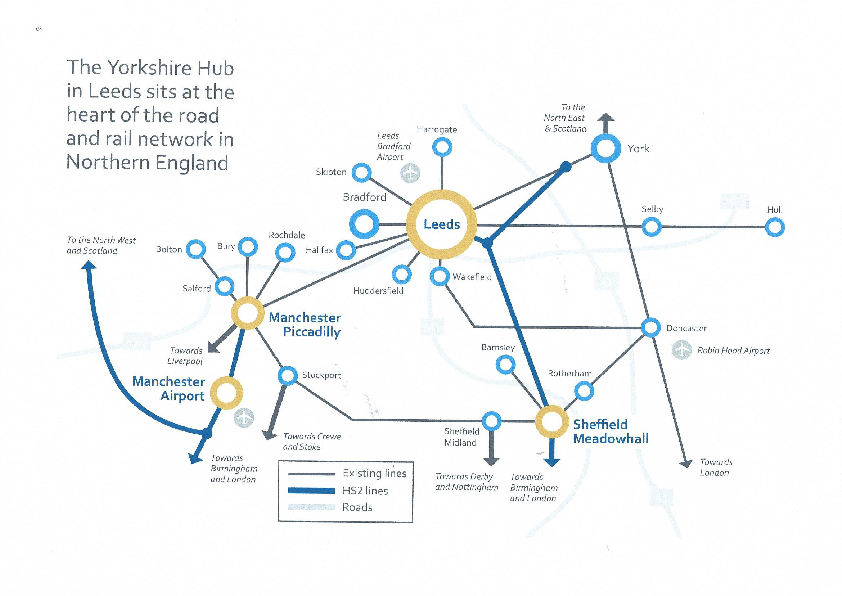 The Yorkshire Hub
in Leeds sits at the
heart of the road
and rail network in
Northern England
To the
North East
& Scotland
York
Harrogate
Leeds
Bradford
Airport
Skipton
Bradford
Leeds
Selby
Hull
To the North West
and Scotland
Bolton
Bury
Rochdale
Halifax
Huddersfield
Wakefield
Salford
Manchester
Piccadilly
Doncaster
Robin Hood Airport
Towards
Liverpool
Barnsley
Rotherham
Manchester
Airport
Stockport
Sheffield
Midland
Sheffield
Meadowhall
Towards Crewe
and Stoke
Towards
Birmingham
and London
Towards Derby
and Nottingham
Towards
Birmingham
and London
Towards
London
Existing lines
HS2 lines
Roads